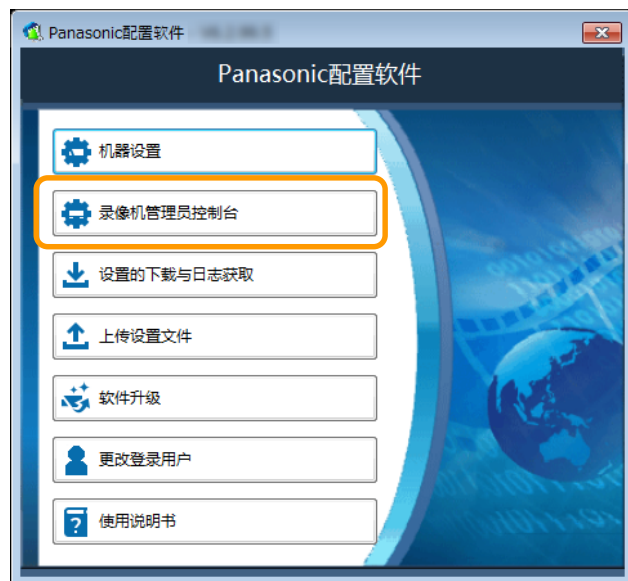 Panasonic配置软件
Panasonic配置软件
机器设置
录像机管理员控制台
设置的下载与日志获取
上传设置文件
软件升级
更改登录用户
使用说明书